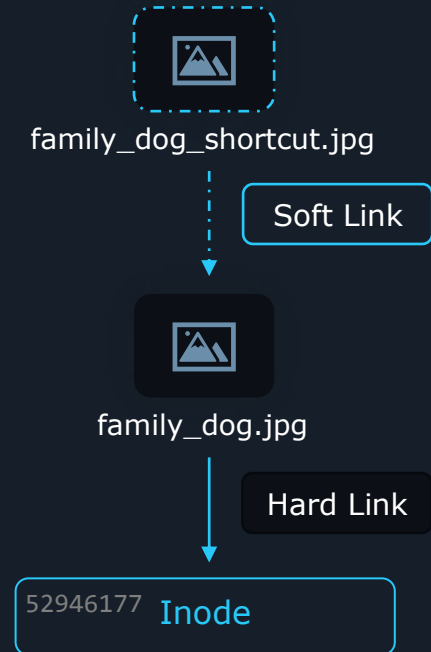 family_dog_shortcut.jpg
Soft Link
family_dog.jpg
Hard Link
52946177 Inode